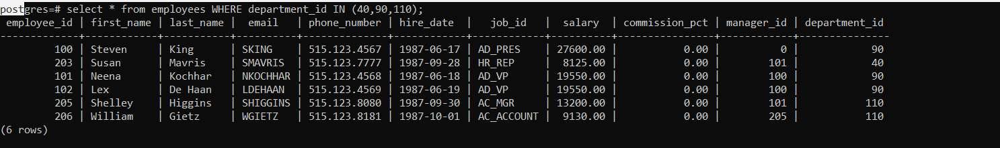 postgres=# select * from employees WHERE department_id IN (40,90,110);
 employee_id | first_name | last_name |  email   | phone_number | hire_date  |   job_id   |  salary  | commission_pct | manager_id | department_id
-------------+------------+-----------+----------+--------------+------------+------------+----------+----------------+------------+---------------
         100 | Steven     | King      | SKING    | 515.123.4567 | 1987-06-17 | AD_PRES    | 27600.00 |           0.00 |          0 |            90
         203 | Susan      | Mavris    | SMAVRIS  | 515.123.7777 | 1987-09-28 | HR_REP     |  8125.00 |           0.00 |        101 |            40
         101 | Neena      | Kochhar   | NKOCHHAR | 515.123.4568 | 1987-06-18 | AD_VP      | 19550.00 |           0.00 |        100 |            90
         102 | Lex        | De Haan   | LDEHAAN  | 515.123.4569 | 1987-06-19 | AD_VP      | 19550.00 |           0.00 |        100 |            90
         205 | Shelley    | Higgins   | SHIGGINS | 515.123.8080 | 1987-09-30 | AC_MGR     | 13200.00 |           0.00 |        101 |           110
         206 | William    | Gietz     | WGIETZ   | 515.123.8181 | 1987-10-01 | AC_ACCOUNT |  9130.00 |           0.00 |        205 |           110
(6 rows)